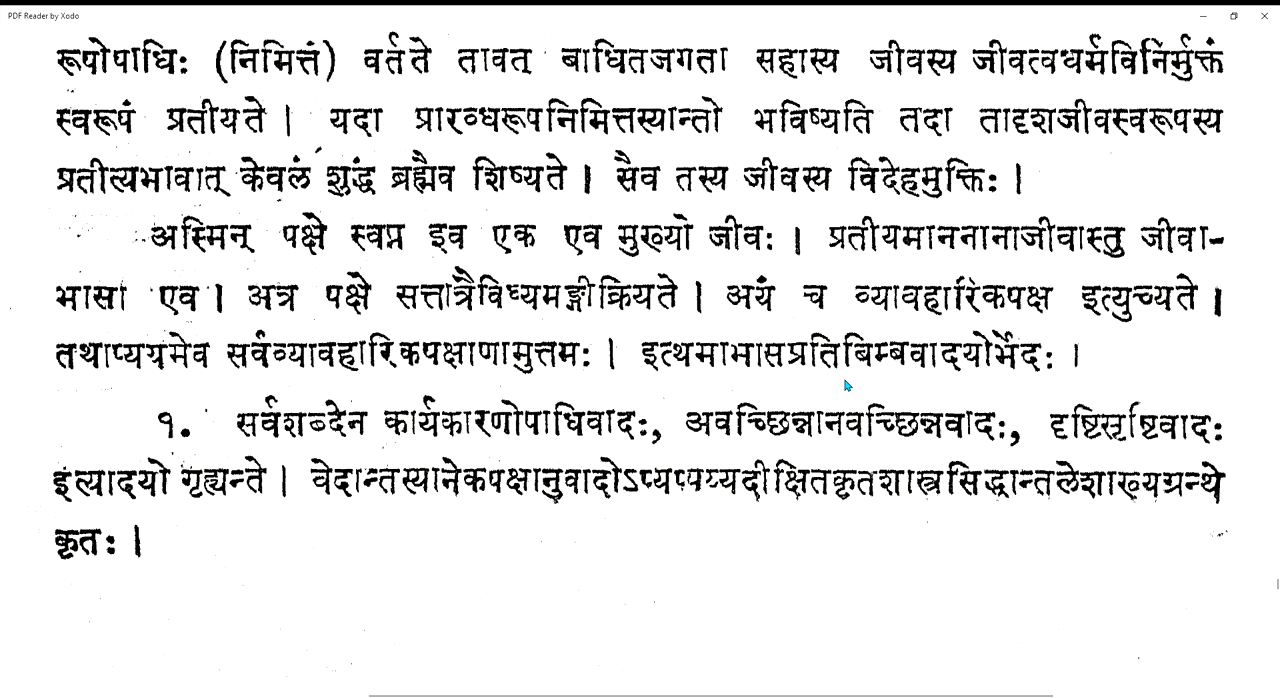 PDF Reader by Xodo
रूपोपाधिः (निमित्तं) वर्तते तावत् बाधितजगता सहास्य जीवस्य जीवत्वधर्मविनिर्मुक्तं
स्वरूपं प्रतीयते । यदा प्रारब्धरूपनिमित्तस्यान्तो भविष्यति तदा तादृशजीवस्वरूपस्य
प्रतीत्यभावात् केवलं शुद्धं ब्रह्मैव शिष्यते । सैव तस्य जीवस्य विदेहमुक्तिः ।
अस्मिन् पक्षे स्वप्न इव एक एव मुख्यो जीवः । प्रतीयमाननानाजीवास्तु जीवा-
भासा एव । अत्र पक्षे सत्तात्रैविध्यमङ्गीक्रियते । अयं च व्यावहारिकपक्ष इत्युच्यते ।
तथाप्ययमेव सर्वव्यावहारिकपक्षाणामुत्तमः । इत्थमाभासप्रतिबिम्बवादयोर्भेदः ।
१. सर्वशब्देन कार्यकारणोपाधिवादः, अवच्छिन्नानवच्छिन्नवादः, दृष्टिसृष्टिवादः
इत्यादयो गृह्यन्ते । वेदान्तस्यानेकपक्षानुवादोऽप्यप्पय्यदीक्षितकृतशास्त्रसिद्धान्तलेशाख्यग्रन्थे
कृतः ।